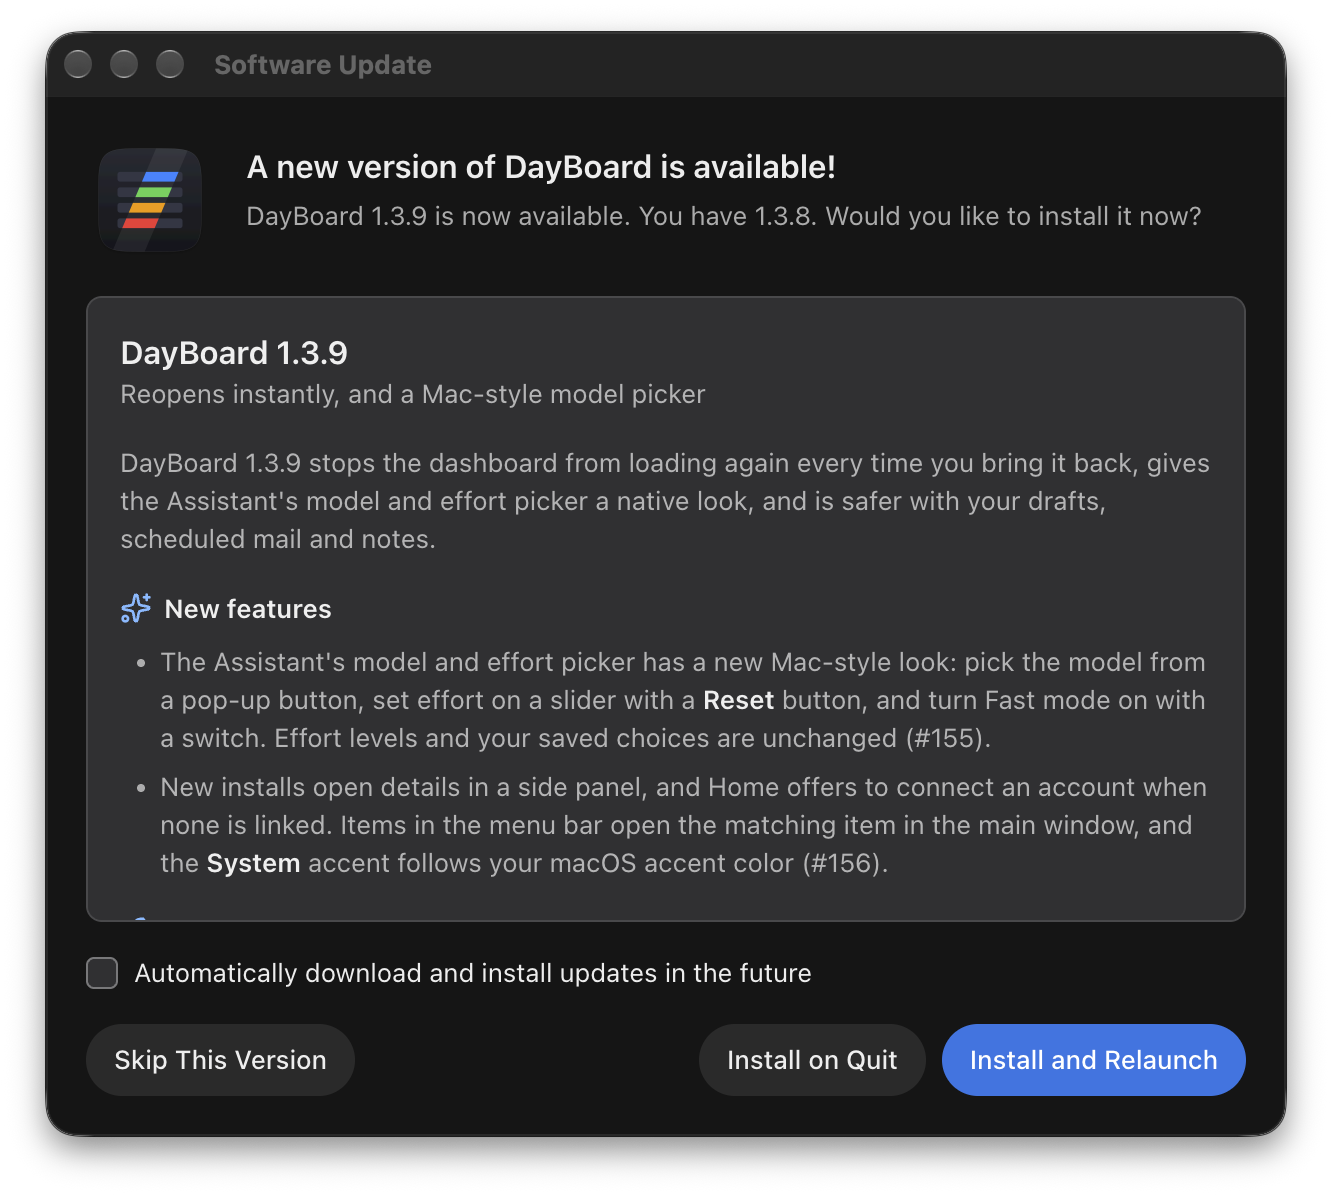 Software Update
A new version of DayBoard is available!
DayBoard 1.3.9 is now available. You have 1.3.8. Would you like to install it now?
DayBoard 1.3.9
Reopens instantly, and a Mac-style model picker
DayBoard 1.3.9 stops the dashboard from loading again every time you bring it back, gives
the Assistant's model and effort picker a native look, and is safer with your drafts,
scheduled mail and notes.
New features
• The Assistant's model and effort picker has a new Mac-style look: pick the model from
a pop-up button, set effort on a slider with a Reset button, and turn Fast mode on with
a switch. Effort levels and your saved choices are unchanged (#155).
• New installs open details in a side panel, and Home offers to connect an account when
none is linked. Items in the menu bar open the matching item in the main window, and
the System accent follows your macOS accent color (#156).
Automatically download and install updates in the future
Skip This Version
Install on Quit
Install and Relaunch